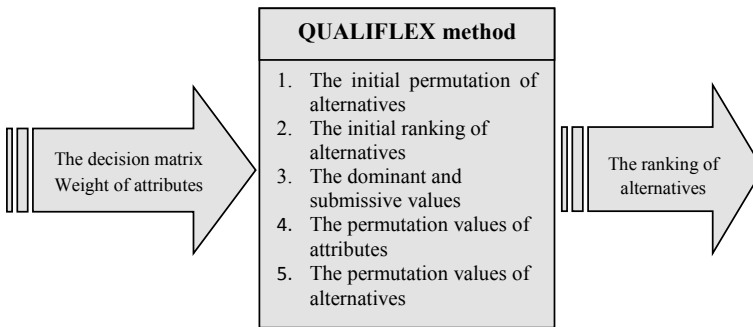 The decision matrix
Weight of attributes
QUALIFLEX method
1. The initial permutation of
alternatives
2. The initial ranking of
alternatives
3. The dominant and
submissive values
4. The permutation values of
attributes
5. The permutation values of
alternatives
The ranking of
alternatives